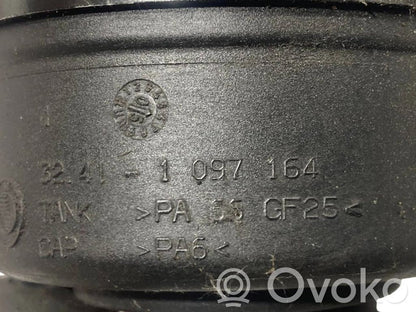 32.41 - 1 097 164
TANK >PA 66 GF25<
CAP >PA6<
Ovoko